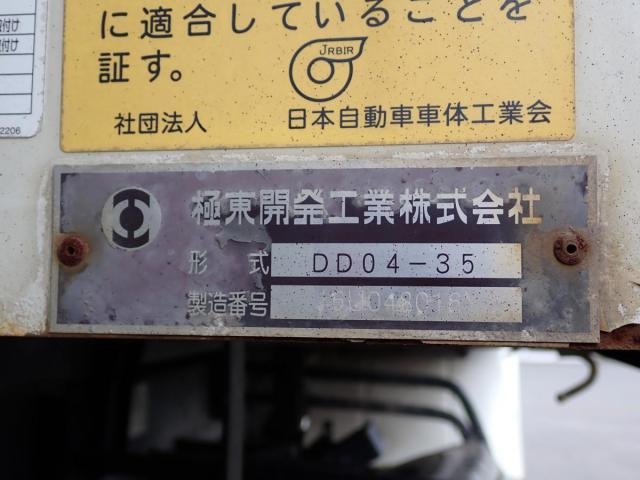 に適合していることを
証す。
JRBIR
社団法人 日本自動車車体工業会
2206
極東開発工業株式会社
形 式 DD04-35
製造番号